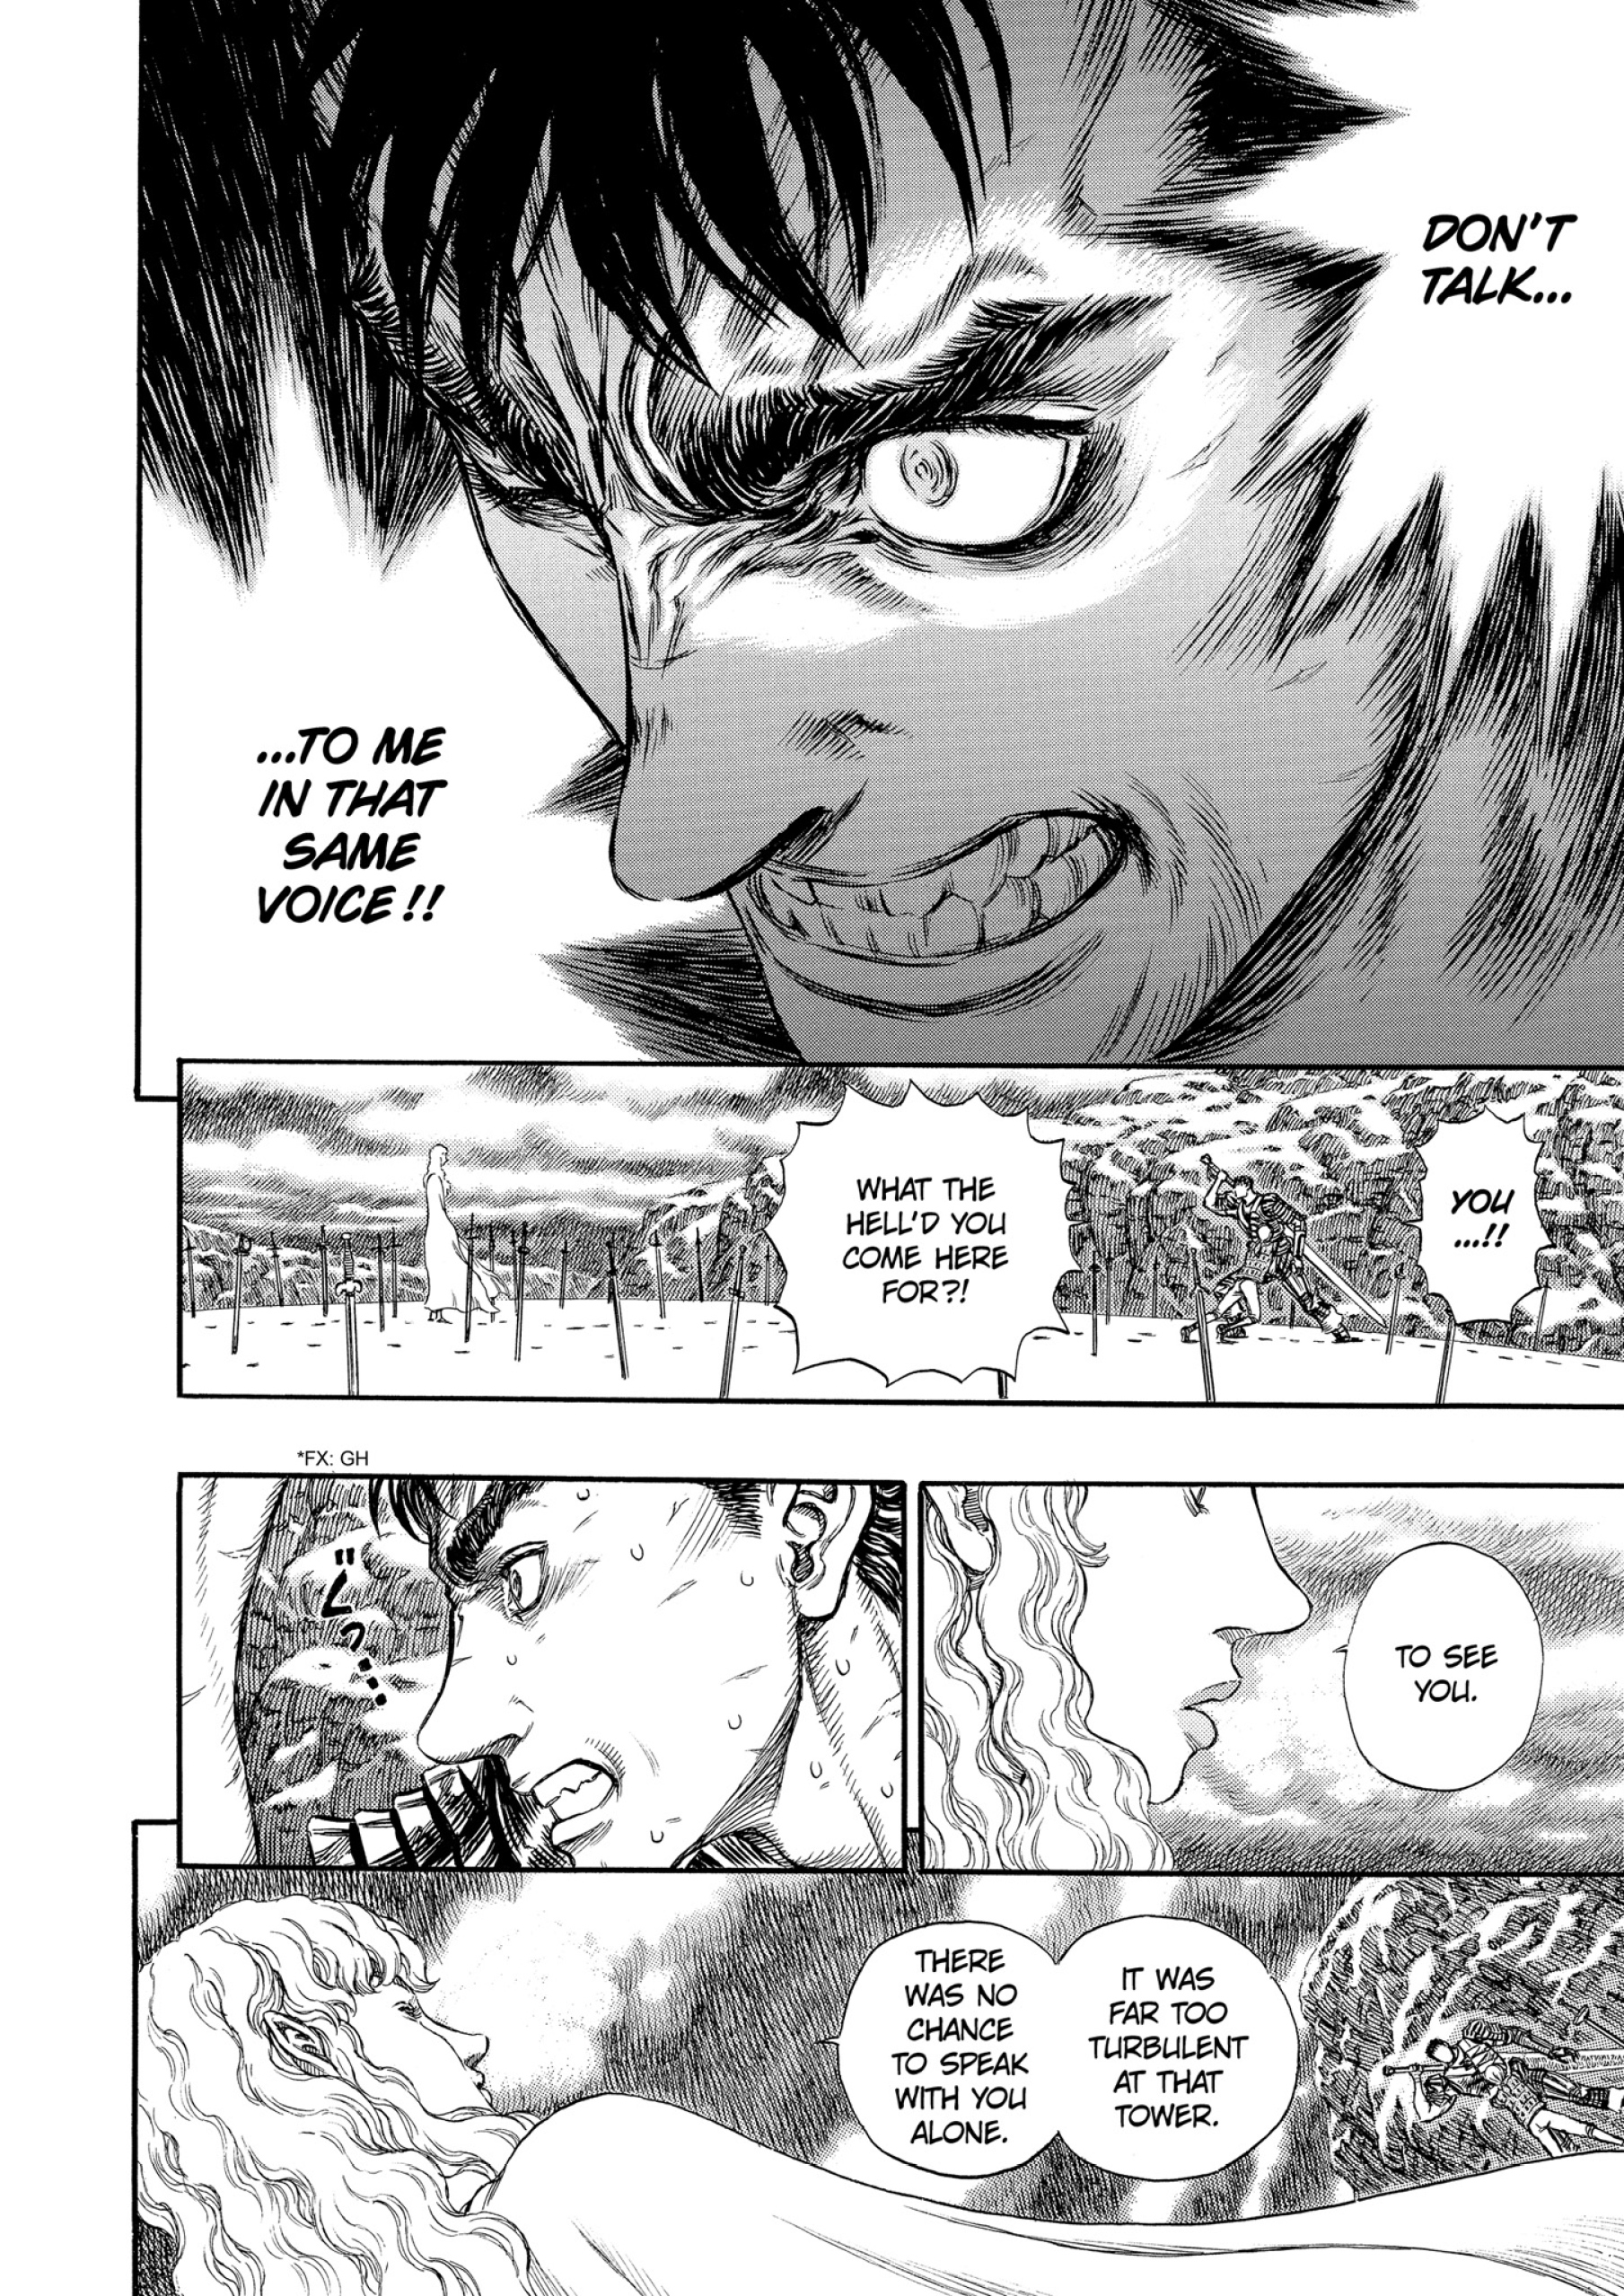 DON'T
TALK...
...TO ME
IN THAT
SAME
VOICE!!
YOU
...!!
WHAT THE
HELL'D YOU
COME HERE
FOR?!
TO SEE
YOU.
*FX: GH
ぐっ…
IT WAS
FAR TOO
TURBULENT
AT THAT
TOWER.
THERE
WAS NO
CHANCE
TO SPEAK
WITH YOU
ALONE.